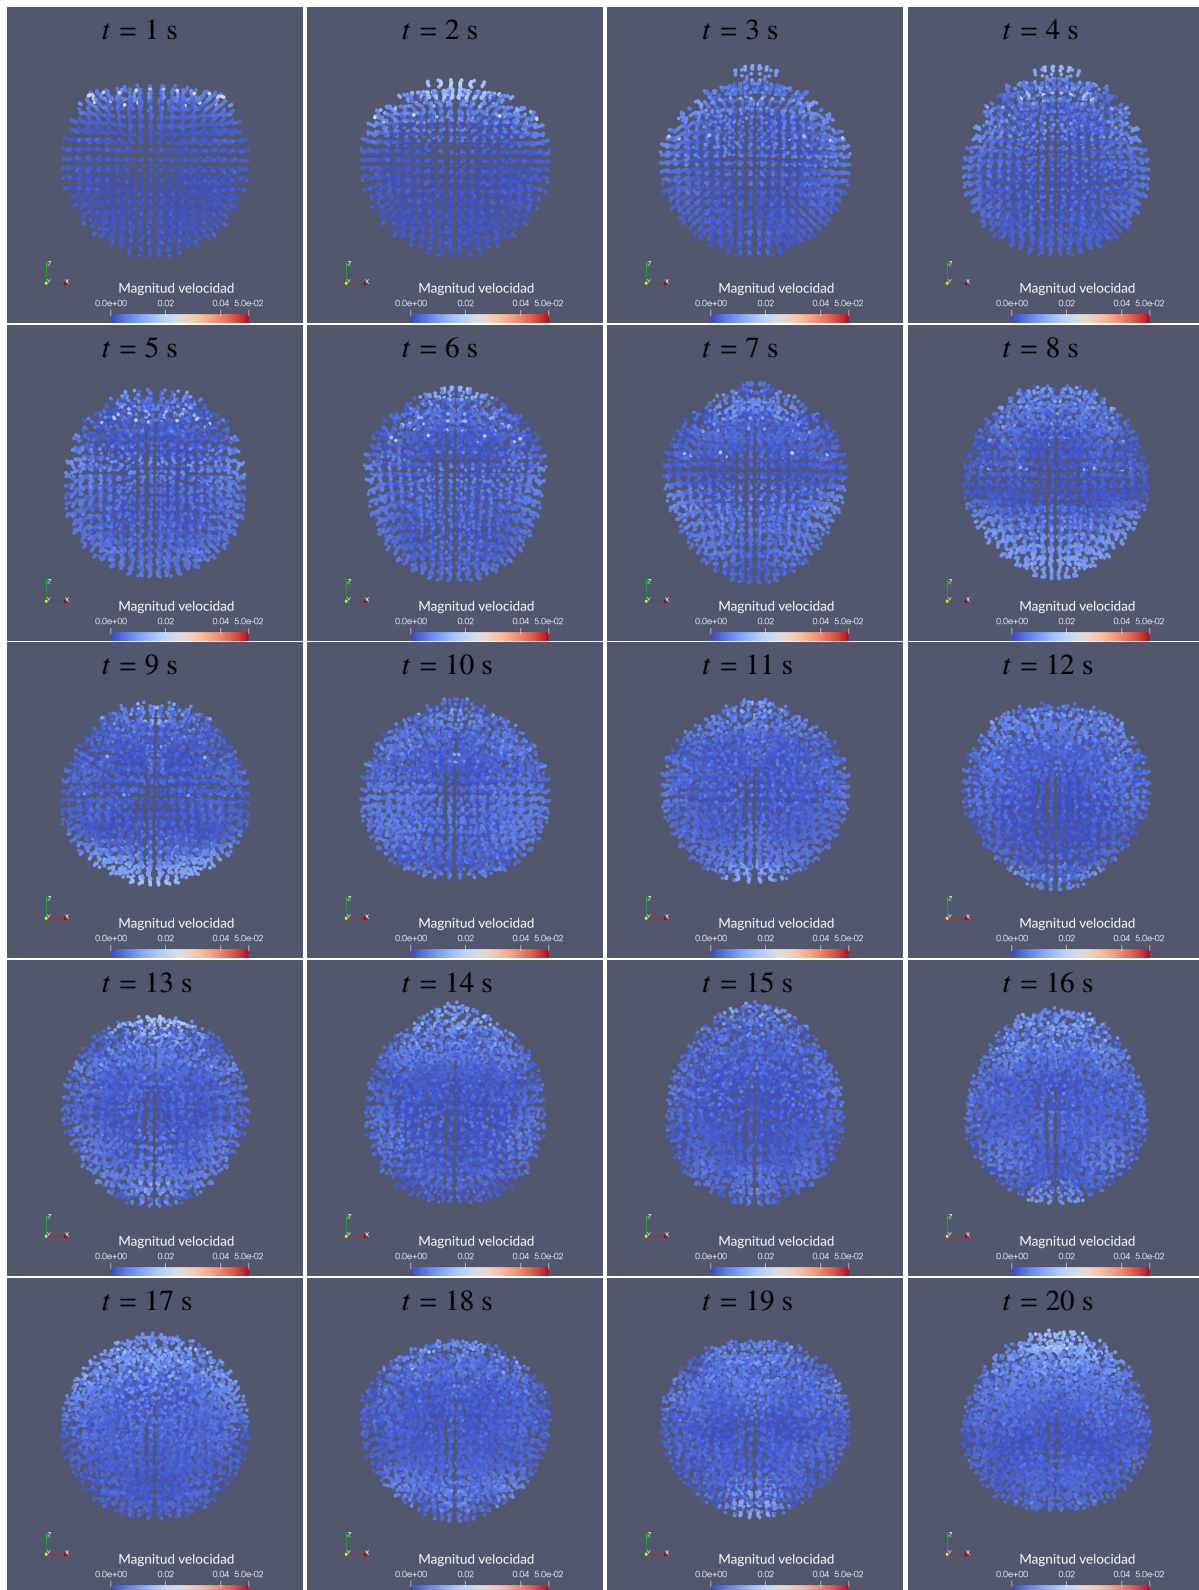 t = 1 s
t = 2 s
t = 3 s
t = 4 s
Z
Y X
Magnitud velocidad
0.0e+00 0.02 0.04 5.0e-02
Z
Y X
Magnitud velocidad
0.0e+00 0.02 0.04 5.0e-02
Z
Y X
Magnitud velocidad
0.0e+00 0.02 0.04 5.0e-02
Z
Y X
Magnitud velocidad
0.0e+00 0.02 0.04 5.0e-02
t = 5 s
t = 6 s
t = 7 s
t = 8 s
Z
Y X
Magnitud velocidad
0.0e+00 0.02 0.04 5.0e-02
Z
Y X
Magnitud velocidad
0.0e+00 0.02 0.04 5.0e-02
Z
Y X
Magnitud velocidad
0.0e+00 0.02 0.04 5.0e-02
Z
Y X
Magnitud velocidad
0.0e+00 0.02 0.04 5.0e-02
t = 9 s
t = 10 s
t = 11 s
t = 12 s
Z
Y X
Magnitud velocidad
0.0e+00 0.02 0.04 5.0e-02
Z
Y X
Magnitud velocidad
0.0e+00 0.02 0.04 5.0e-02
Z
Y X
Magnitud velocidad
0.0e+00 0.02 0.04 5.0e-02
Z
Y X
Magnitud velocidad
0.0e+00 0.02 0.04 5.0e-02
t = 13 s
t = 14 s
t = 15 s
t = 16 s
Z
Y X
Magnitud velocidad
0.0e+00 0.02 0.04 5.0e-02
Z
Y X
Magnitud velocidad
0.0e+00 0.02 0.04 5.0e-02
Z
Y X
Magnitud velocidad
0.0e+00 0.02 0.04 5.0e-02
Z
Y X
Magnitud velocidad
0.0e+00 0.02 0.04 5.0e-02
t = 17 s
t = 18 s
t = 19 s
t = 20 s
Z
Y X
Magnitud velocidad
0.0e+00 0.02 0.04 5.0e-02
Z
Y X
Magnitud velocidad
0.0e+00 0.02 0.04 5.0e-02
Z
Y X
Magnitud velocidad
0.0e+00 0.02 0.04 5.0e-02
Z
Y X
Magnitud velocidad
0.0e+00 0.02 0.04 5.0e-02